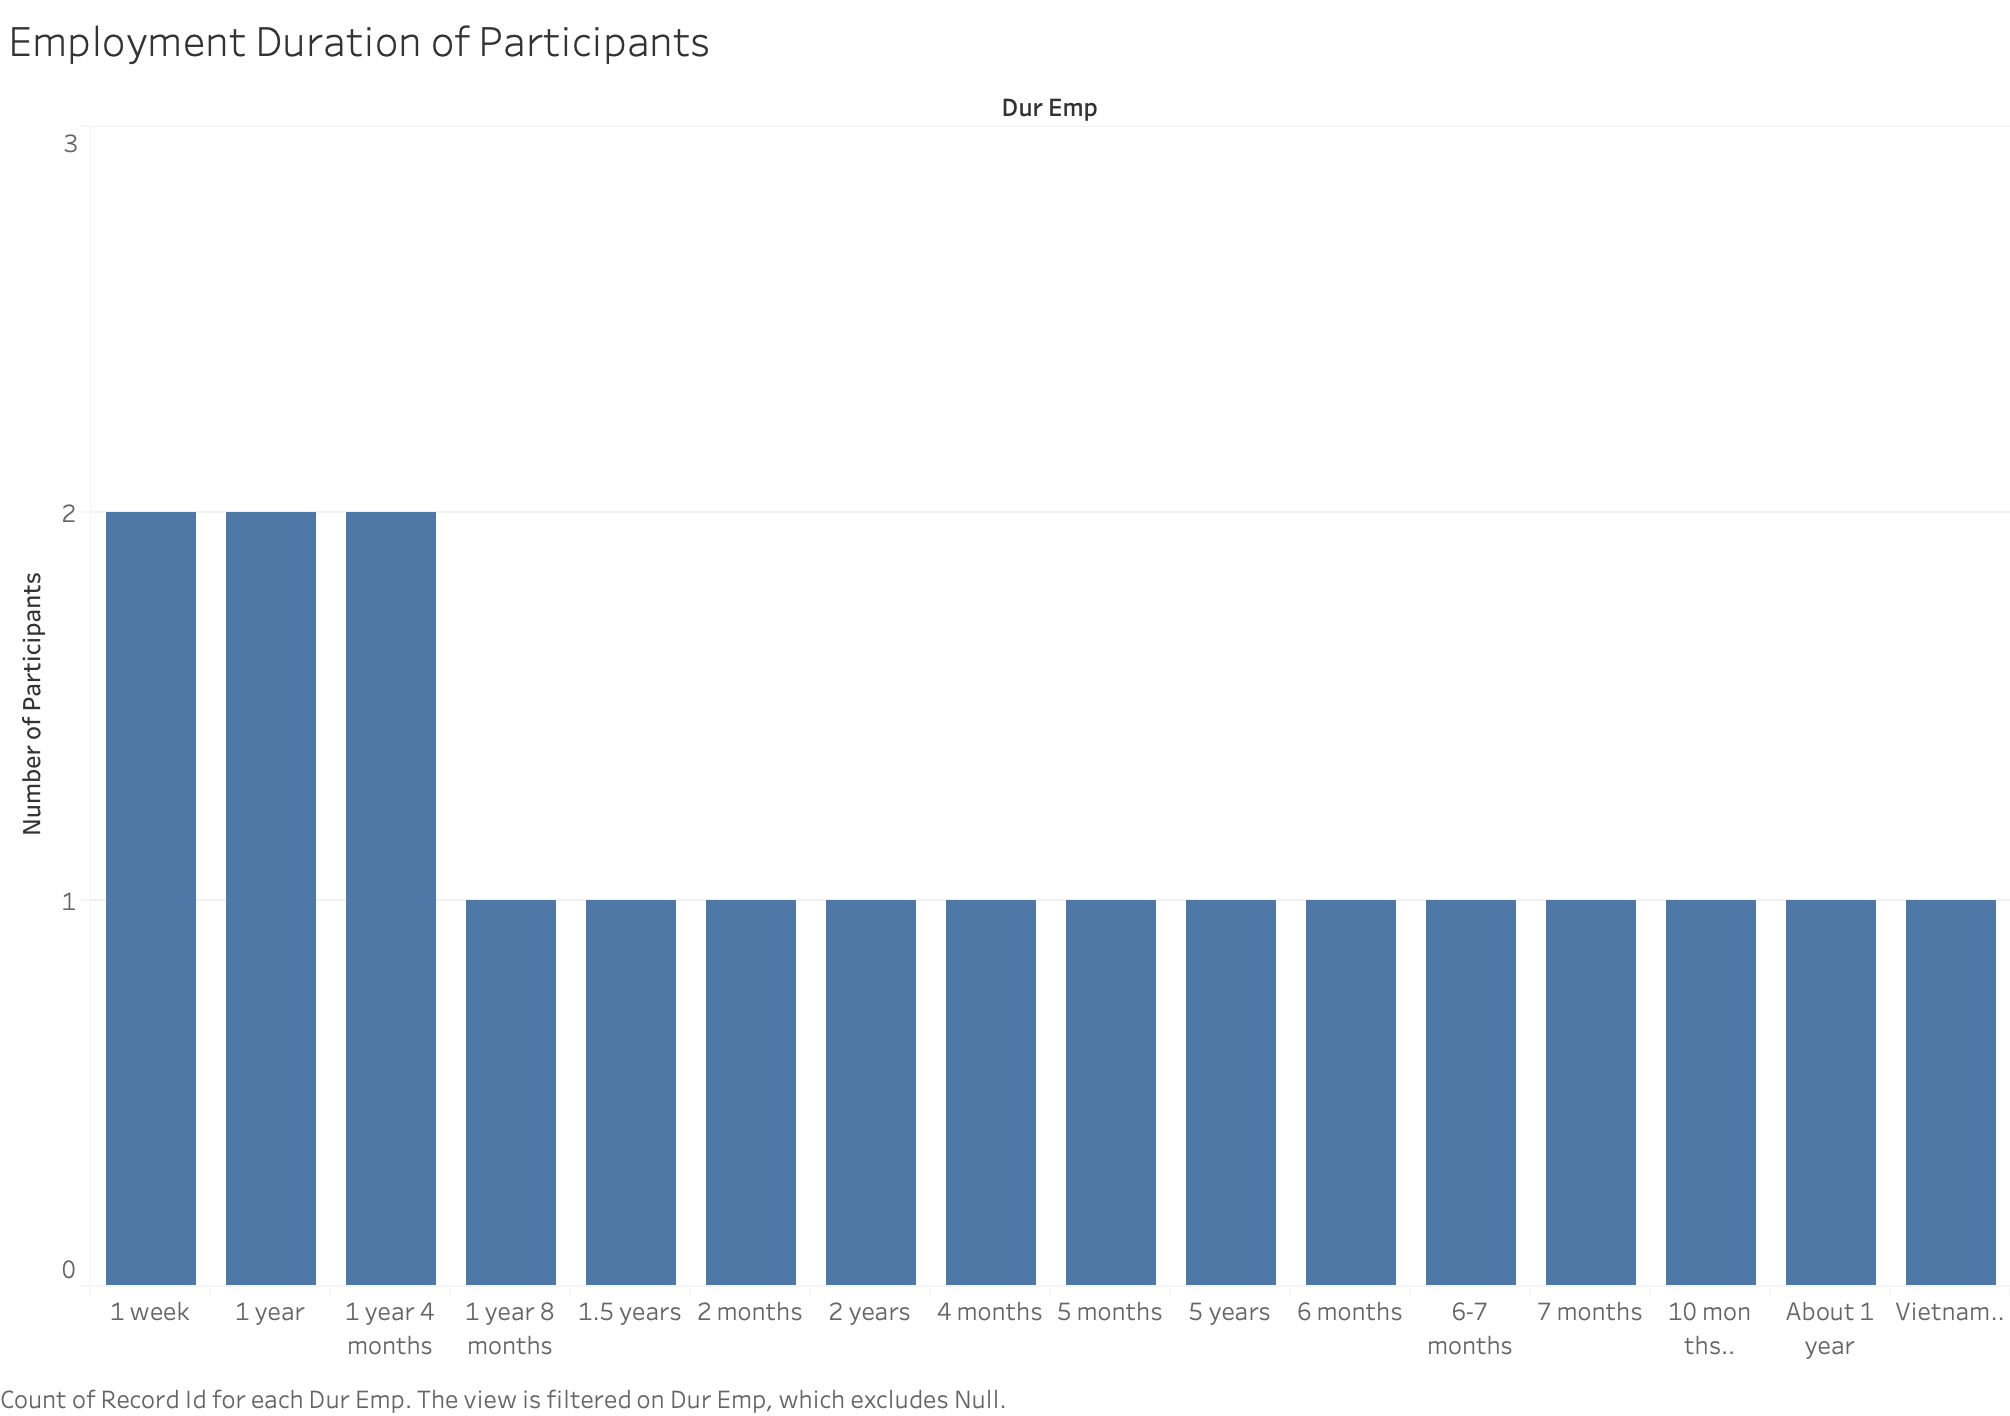 Employment Duration of Participants
Dur Emp
3
2
1
0
Number of Participants
1 week
1 year
1 year 4
months
1 year 8
months
1.5 years
2 months
2 years
4 months
5 months
5 years
6 months
6-7
months
7 months
10 mon
ths..
About 1
year
Vietnam..
Count of Record Id for each Dur Emp. The view is filtered on Dur Emp, which excludes Null.